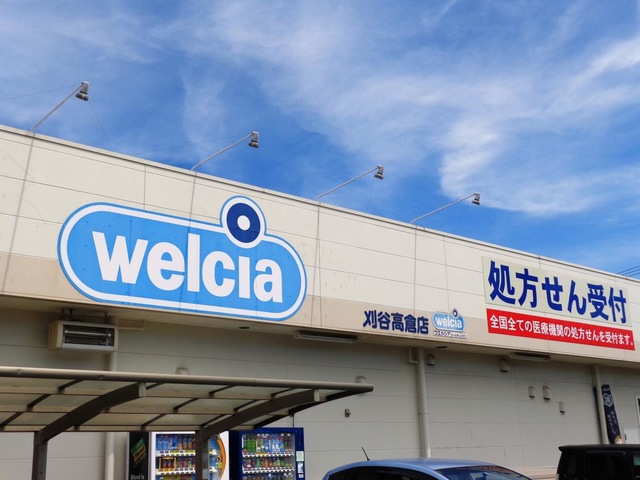 welcia
刈谷高倉店
welcia
処方せん受付
全国全ての医療機関の処方せんを受付ます。